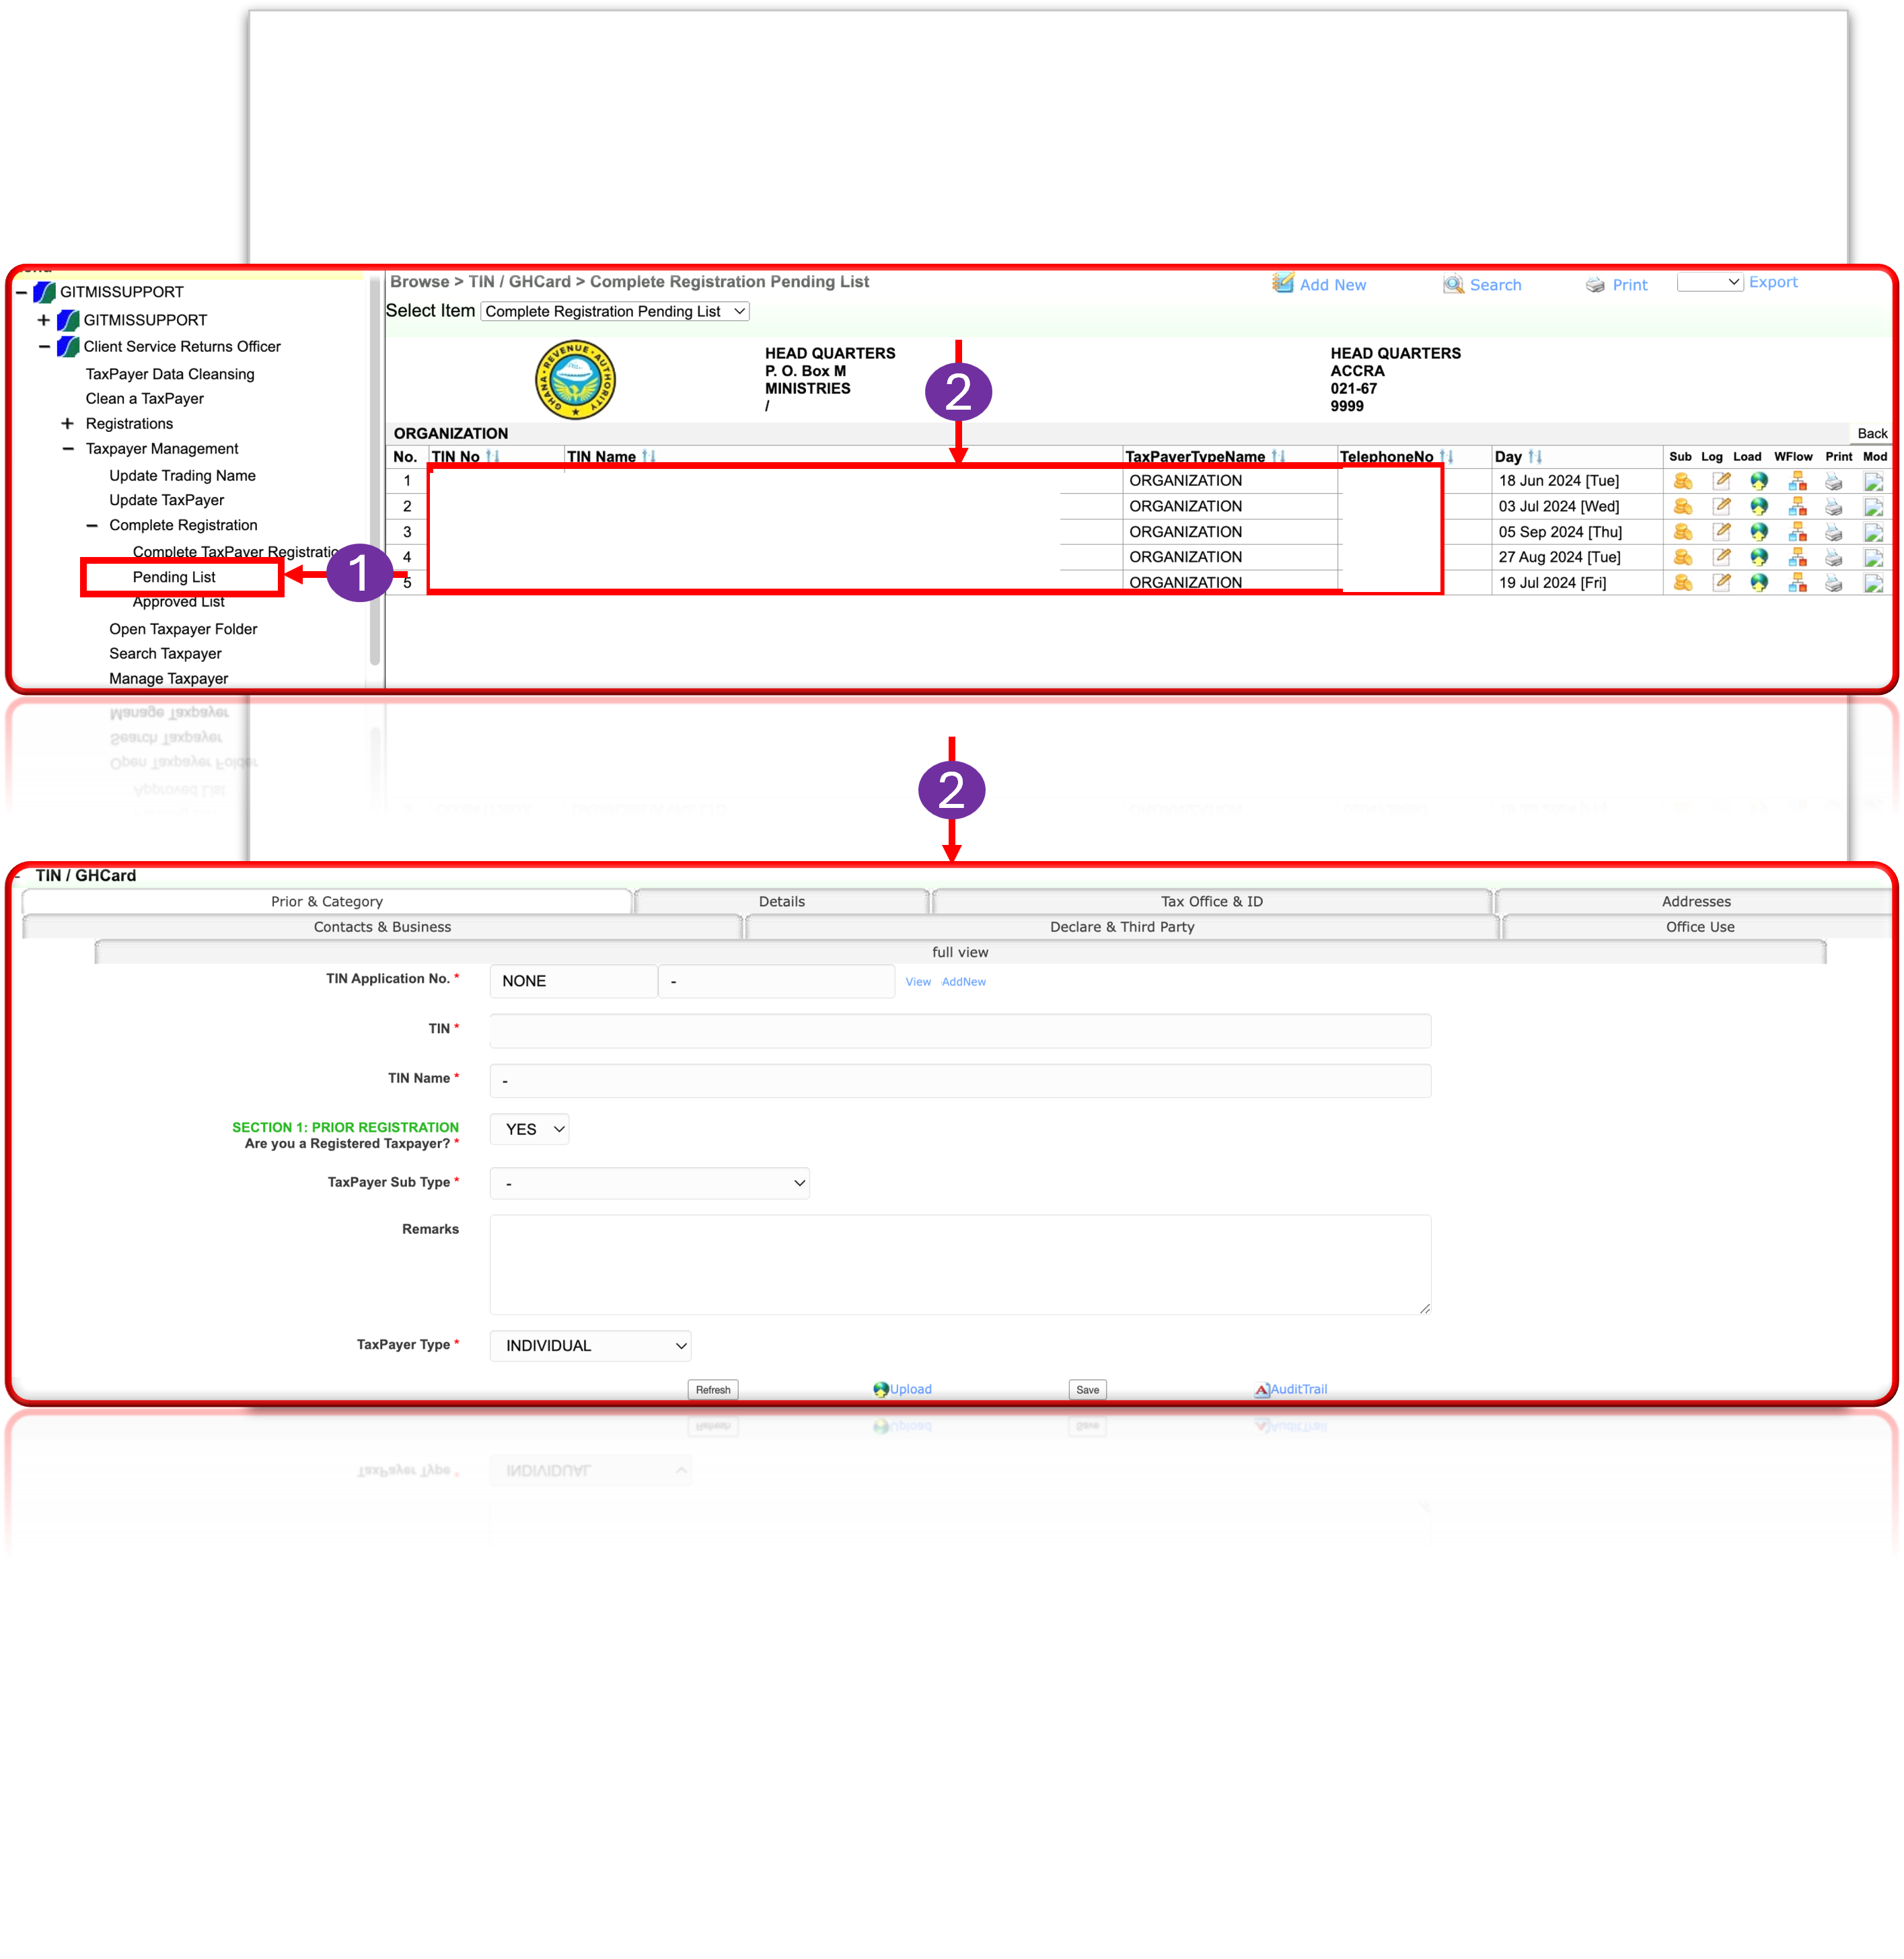 GITMISSUPPORT
GITMISSUPPORT
Client Service Returns Officer
TaxPayer Data Cleansing
Clean a TaxPayer
Registrations
Taxpayer Management
Update Trading Name
Update TaxPayer
Complete Registration
Complete TaxPayer Registratio
Pending List
Approved List
Open Taxpayer Folder
Search Taxpayer
Manage Taxpayer
1
Browse > TIN / GHCard > Complete Registration Pending List
Add New Search Print Export
Select Item Complete Registration Pending List
GHANA REVENUE AUTHORITY
HEAD QUARTERS
P. O. Box M
MINISTRIES
/
2
HEAD QUARTERS
ACCRA
021-67
9999
ORGANIZATION Back
No. TIN No TIN Name TaxPayerTypeName TelephoneNo Day Sub Log Load WFlow Print Mod
1 ORGANIZATION 18 Jun 2024 [Tue]
2 ORGANIZATION 03 Jul 2024 [Wed]
3 ORGANIZATION 05 Sep 2024 [Thu]
4 ORGANIZATION 27 Aug 2024 [Tue]
5 ORGANIZATION 19 Jul 2024 [Fri]
2
TIN / GHCard
Prior & Category Details Tax Office & ID Addresses
Contacts & Business Declare & Third Party Office Use
full view
TIN Application No. * NONE - View AddNew
TIN *
TIN Name * -
SECTION 1: PRIOR REGISTRATION
Are you a Registered Taxpayer? * YES
TaxPayer Sub Type * -
Remarks
TaxPayer Type * INDIVIDUAL
Refresh Upload Save AuditTrail